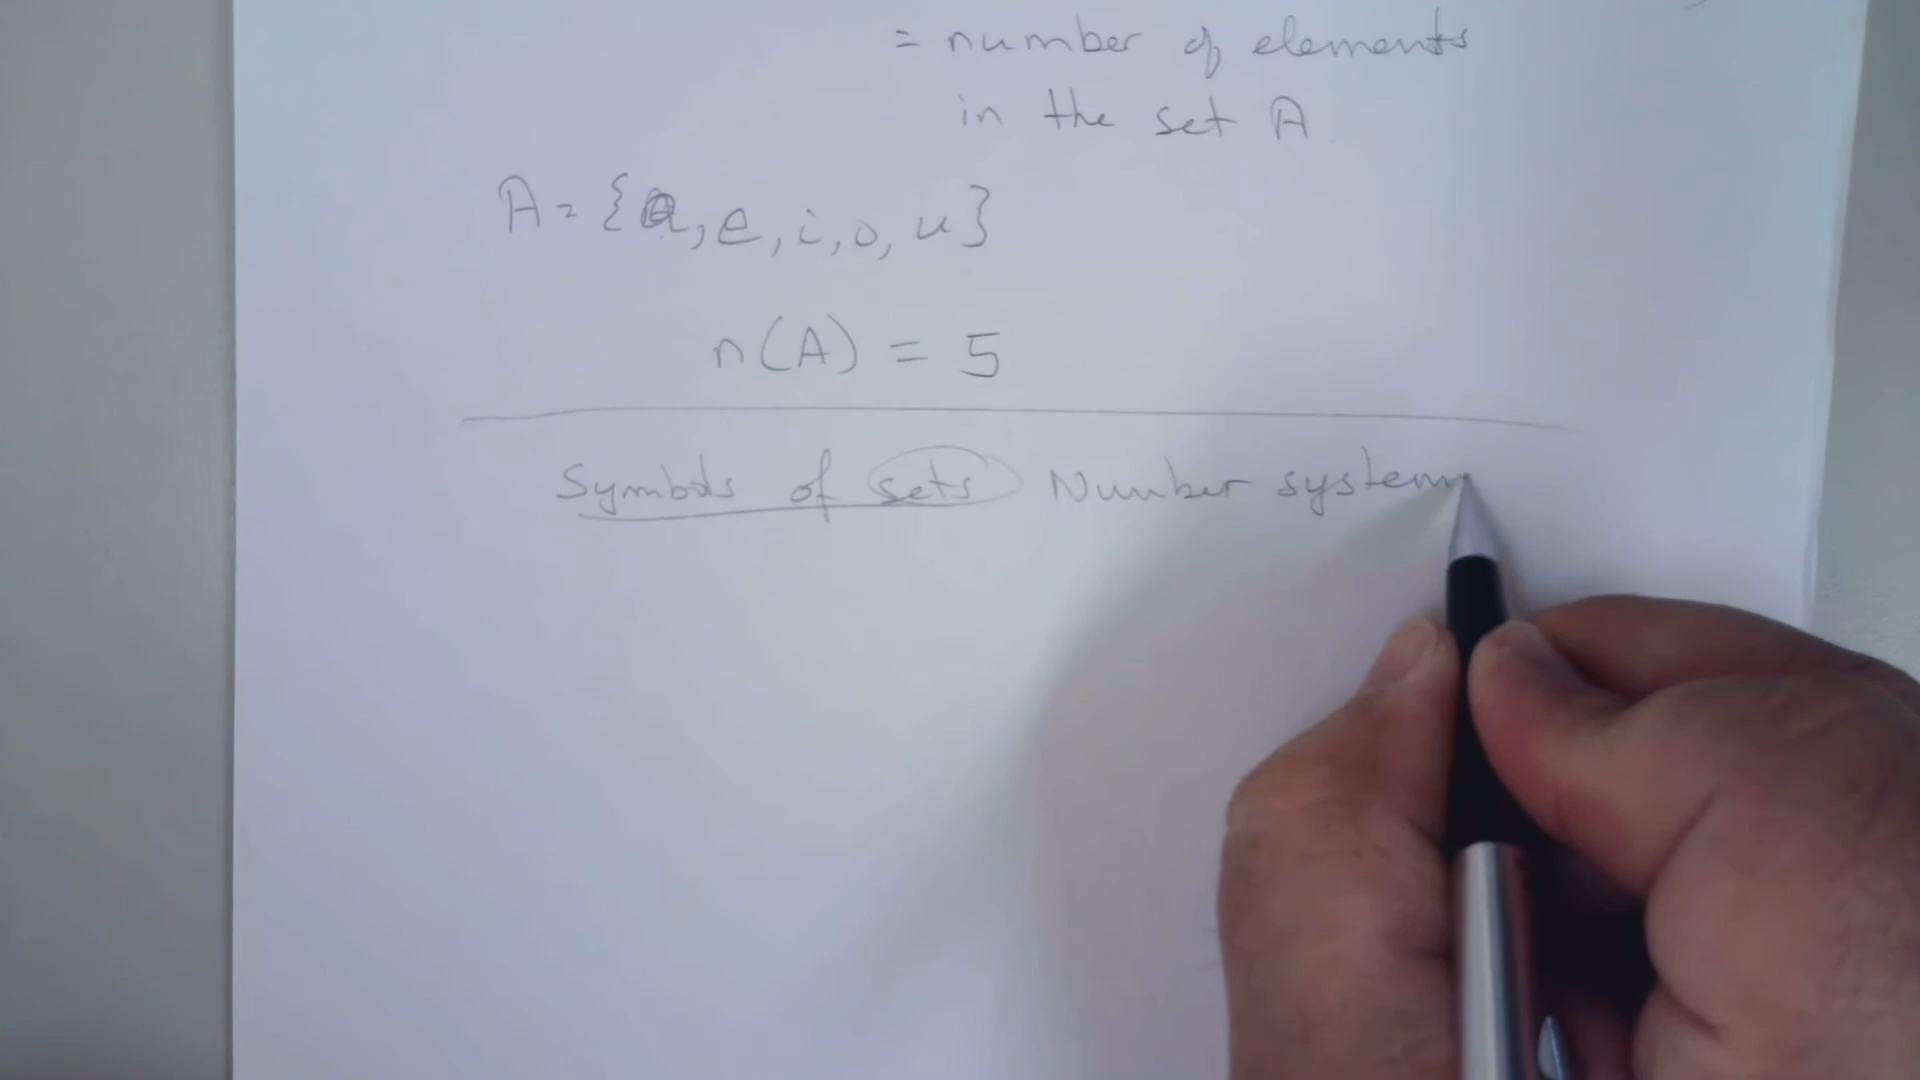 = number of elements
in the set A.
A = {a, e, i, o, u}
n(A) = 5
Symbols of sets Number system